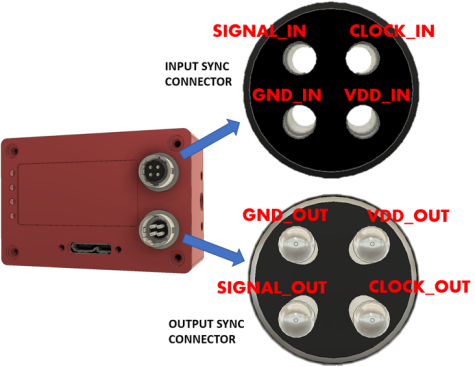 SIGNAL_IN CLOCK_IN
INPUT SYNC
CONNECTOR
GND_IN VDD_IN
GND_OUT VDD_OUT
SIGNAL_OUT CLOCK_OUT
OUTPUT SYNC
CONNECTOR